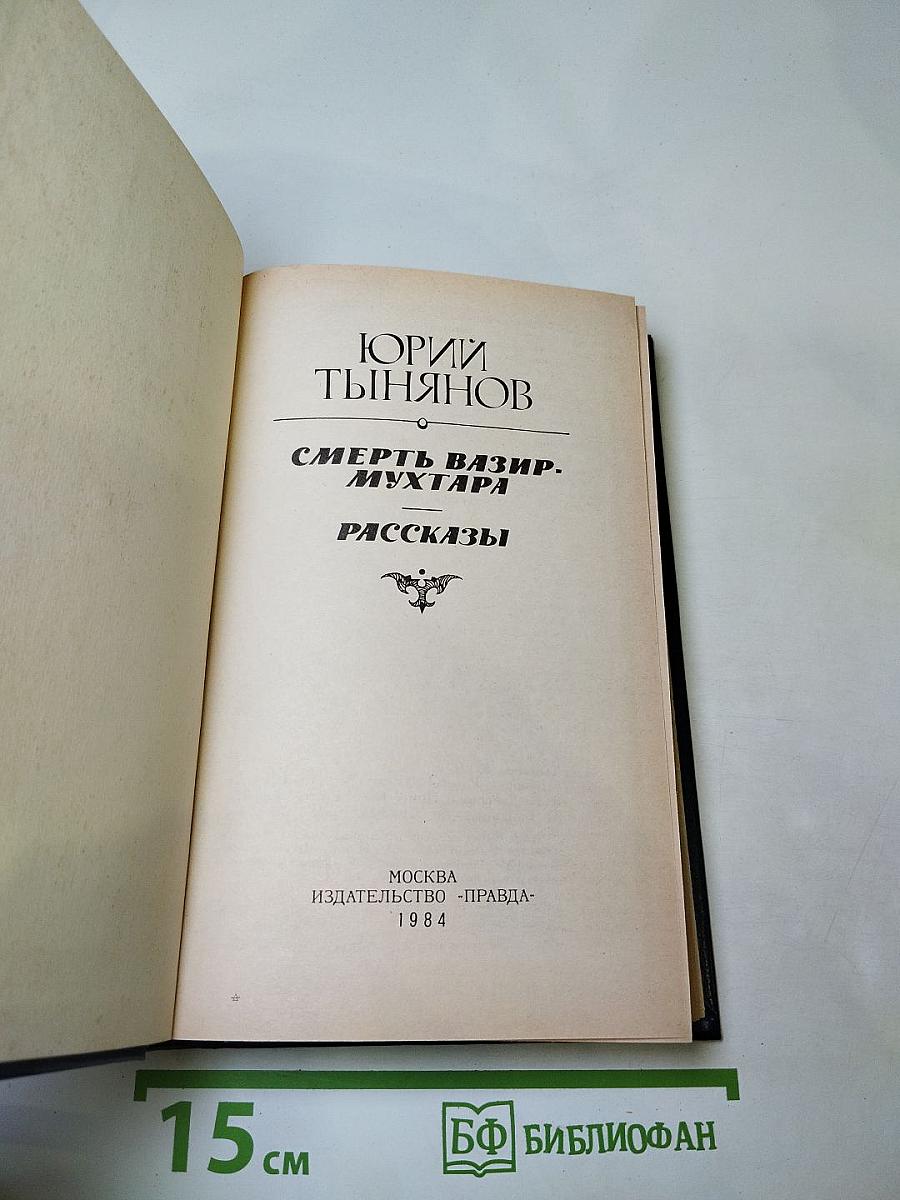 ЮРИЙ
ТЫНЯНОВ
СМЕРТЬ ВАЗИР-
МУХТАРА
РАССКАЗЫ
МОСКВА
ИЗДАТЕЛЬСТВО «ПРАВДА»
1984
15 см
БФ БИБЛИОФАН